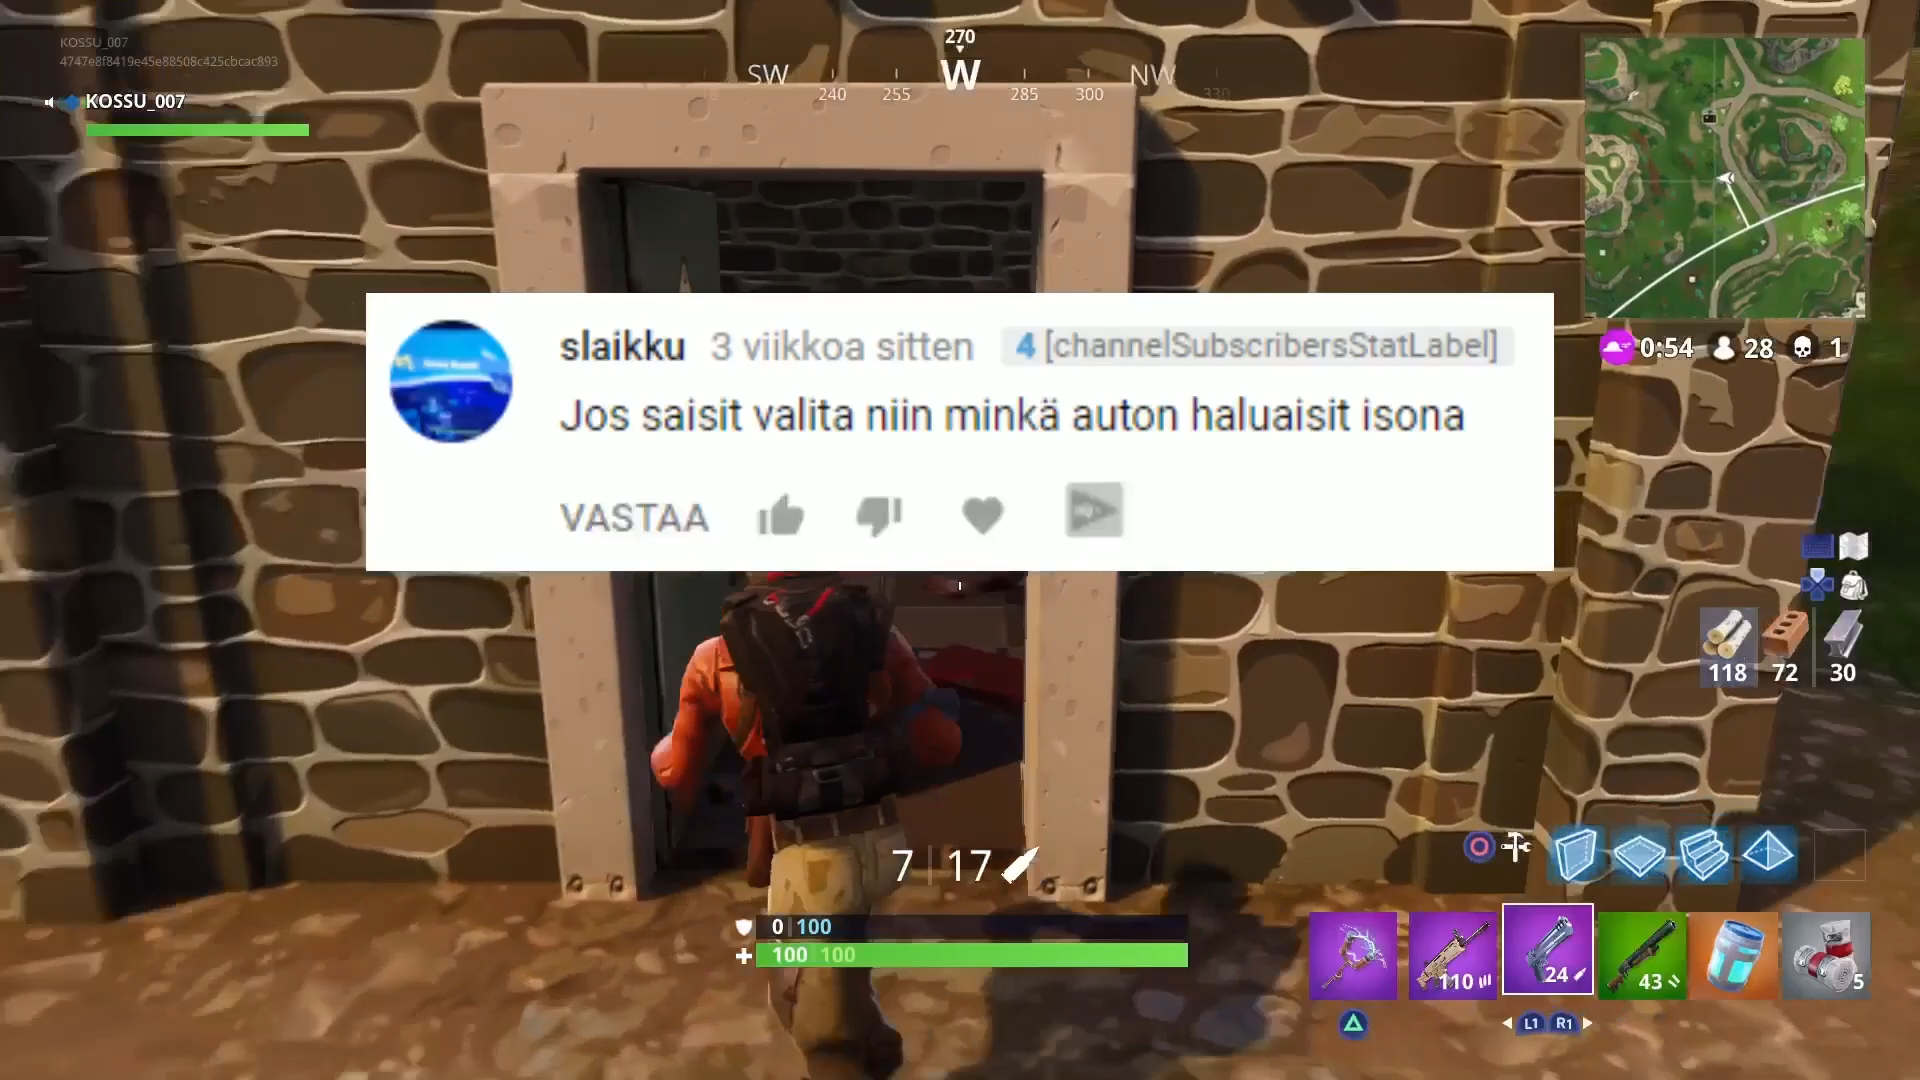 KOSSU_007
4747e8f8419e45e88508c425cbcac893
KOSSU_007
270
SW W NW
240 255 285 300 330
0:54 28 1
slaikku 3 viikkoa sitten 4 [channelSubscribersStatLabel]
Jos saisit valita niin minkä auton haluaisit isona
VASTAA
118 72 30
7 | 17
0 | 100
100 | 100
110 24 43 5
L1 R1